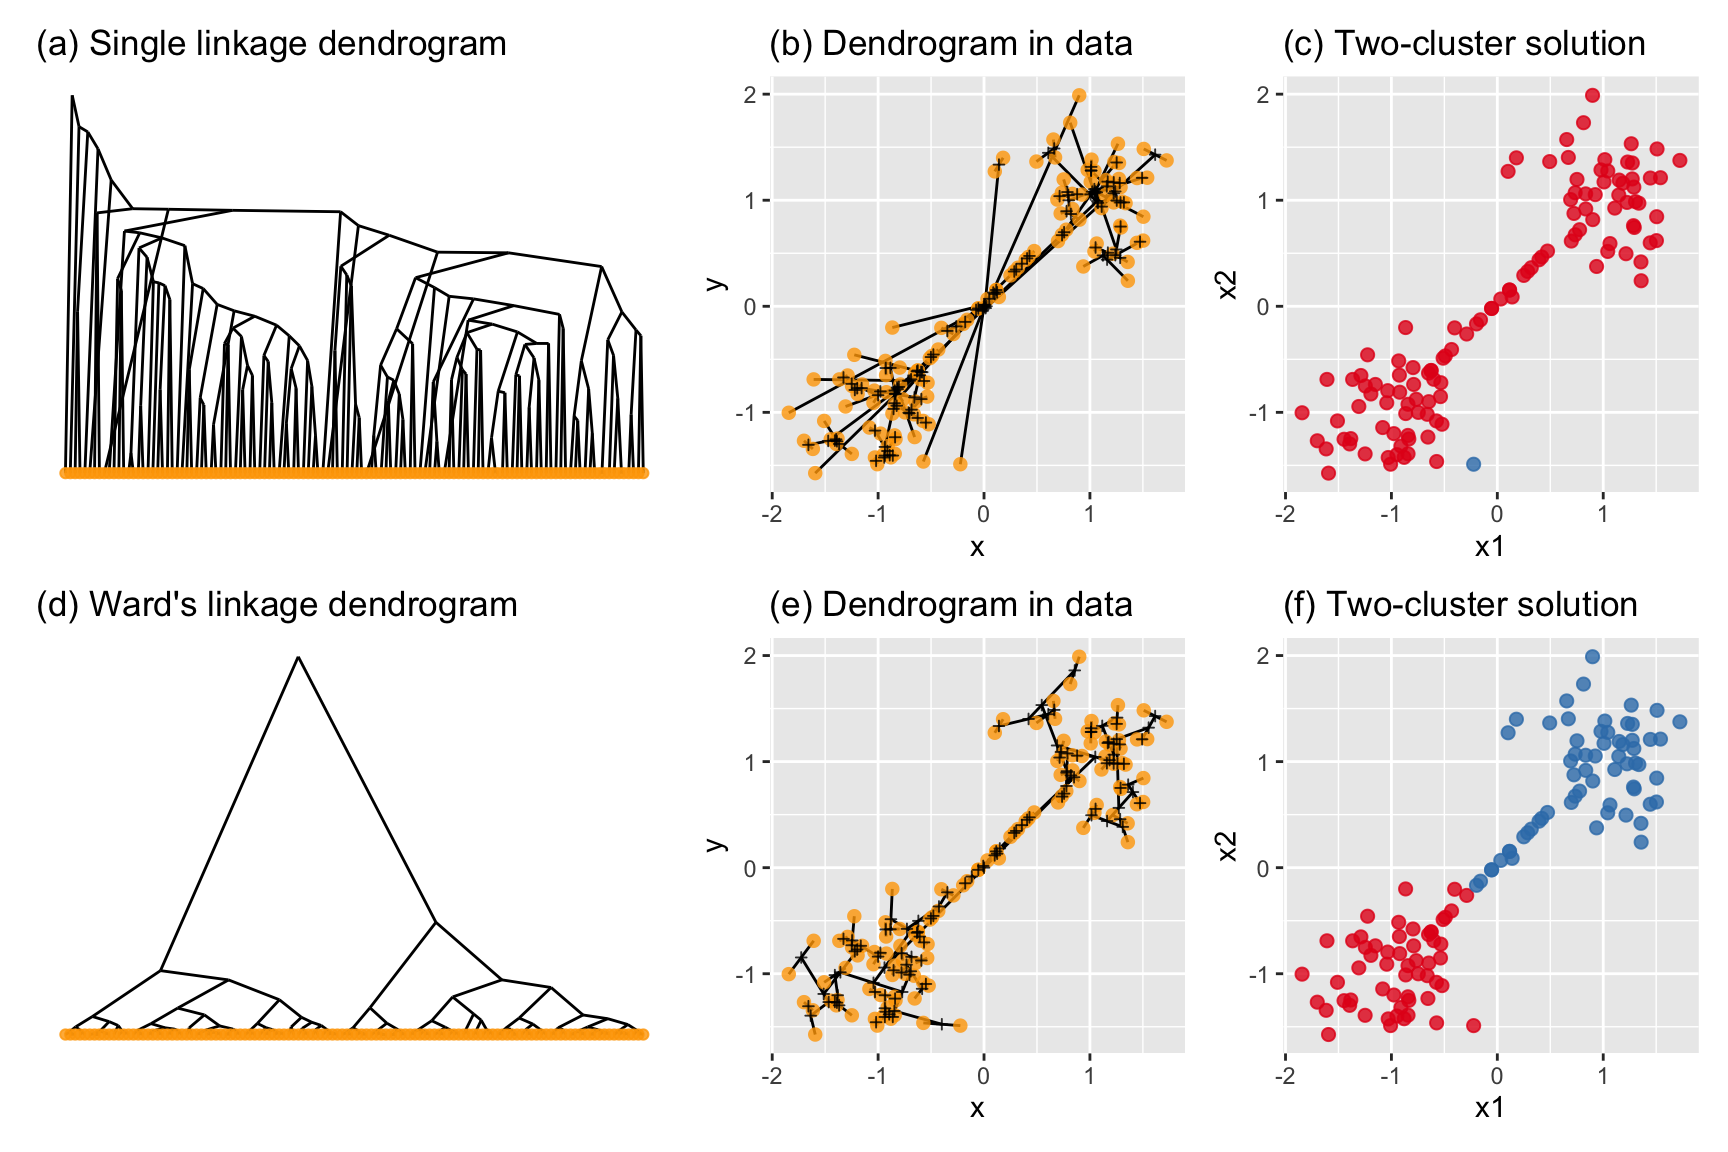 (a) Single linkage dendrogram
(b) Dendrogram in data
2
1
0
-1
y
-2
-1
0
1
x
(c) Two-cluster solution
2
1
0
-1
x2
-2
-1
0
1
x1
(d) Ward's linkage dendrogram
(e) Dendrogram in data
2
1
0
-1
y
-2
-1
0
1
x
(f) Two-cluster solution
2
1
0
-1
x2
-2
-1
0
1
x1